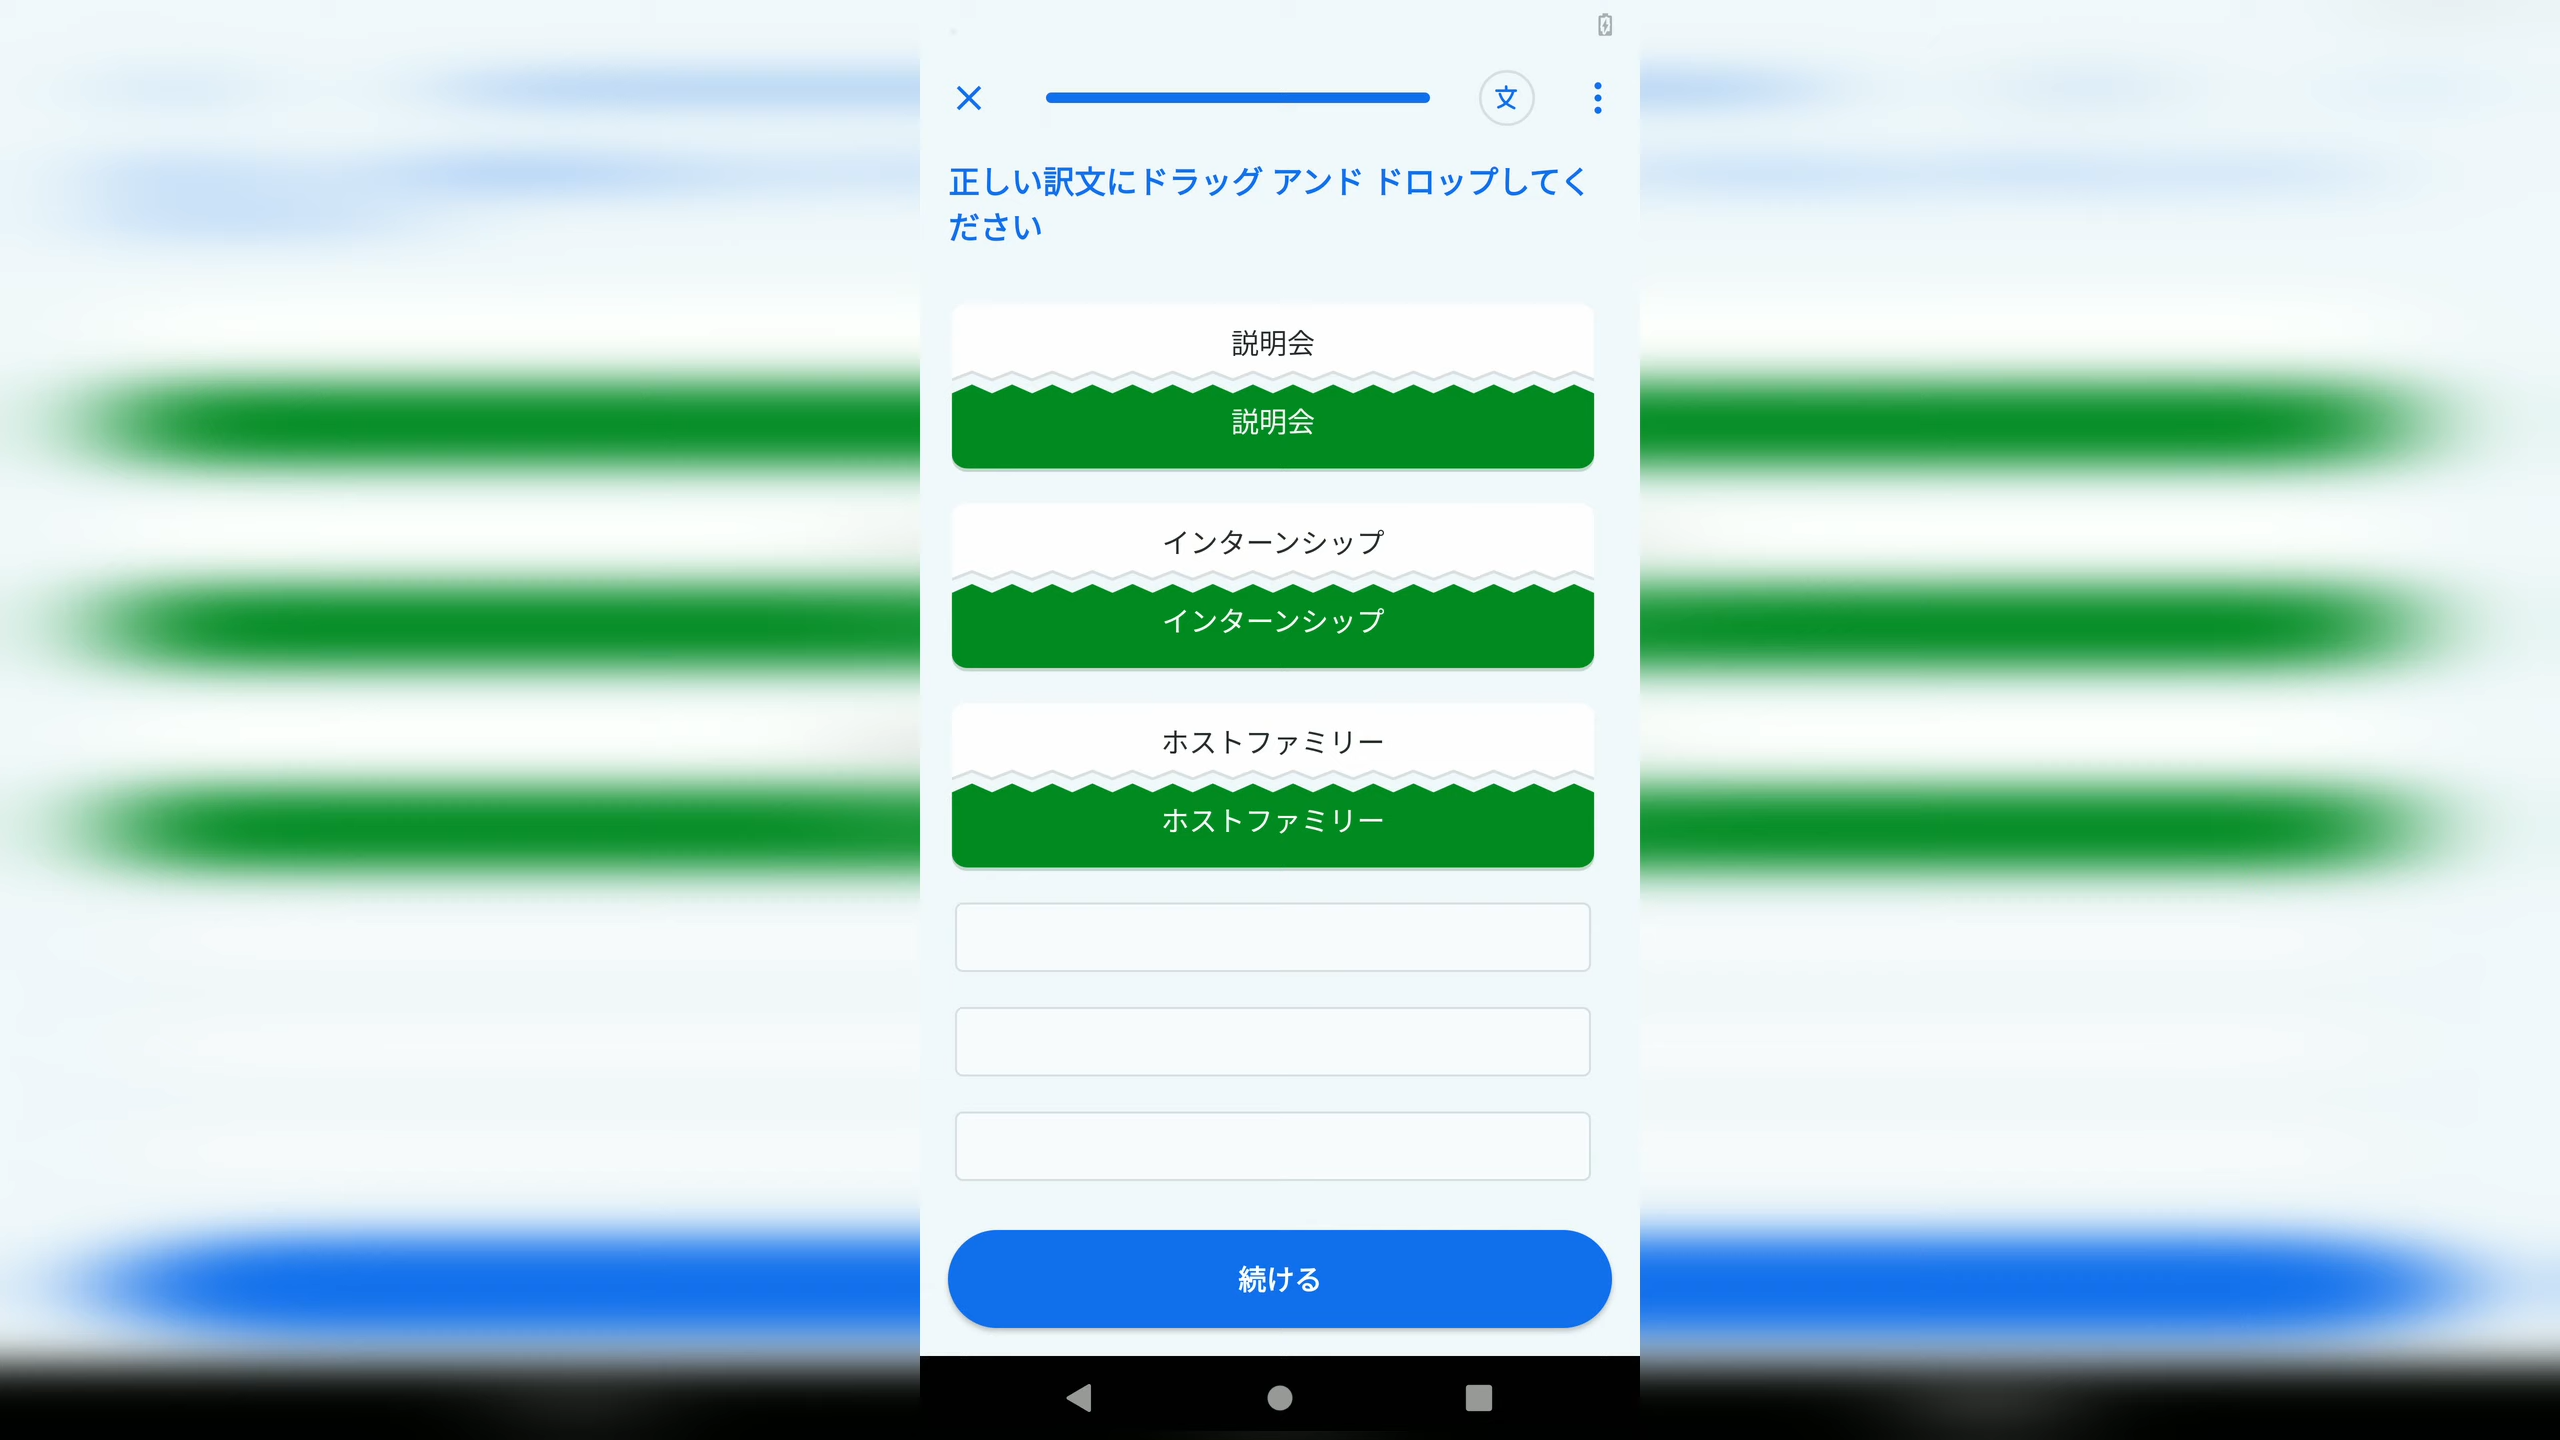 文
正しい訳文にドラッグ アンド ドロップしてく
ださい
説明会
説明会
インターンシップ
インターンシップ
ホストファミリー
ホストファミリー
続ける